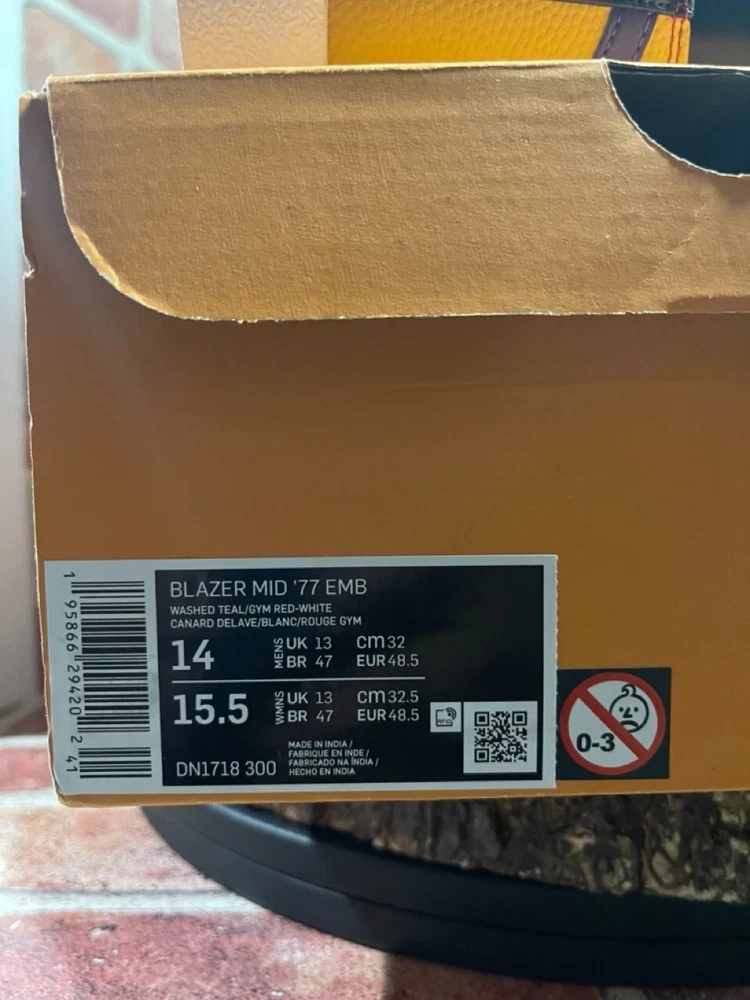 BLAZER MID '77 EMB
WASHED TEAL/GYM RED-WHITE
CANARD DELAVE/BLANC/ROUGE GYM
14 MENS UK 13 cm 32
BR 47 EUR 48.5
15.5 WMNS UK 13 cm 32.5
BR 47 EUR 48.5
DN1718 300
MADE IN INDIA /
FABRIQUE EN INDE /
FABRICADO NA ÍNDIA /
HECHO EN INDIA
1 95866 29420 2 41
0-3